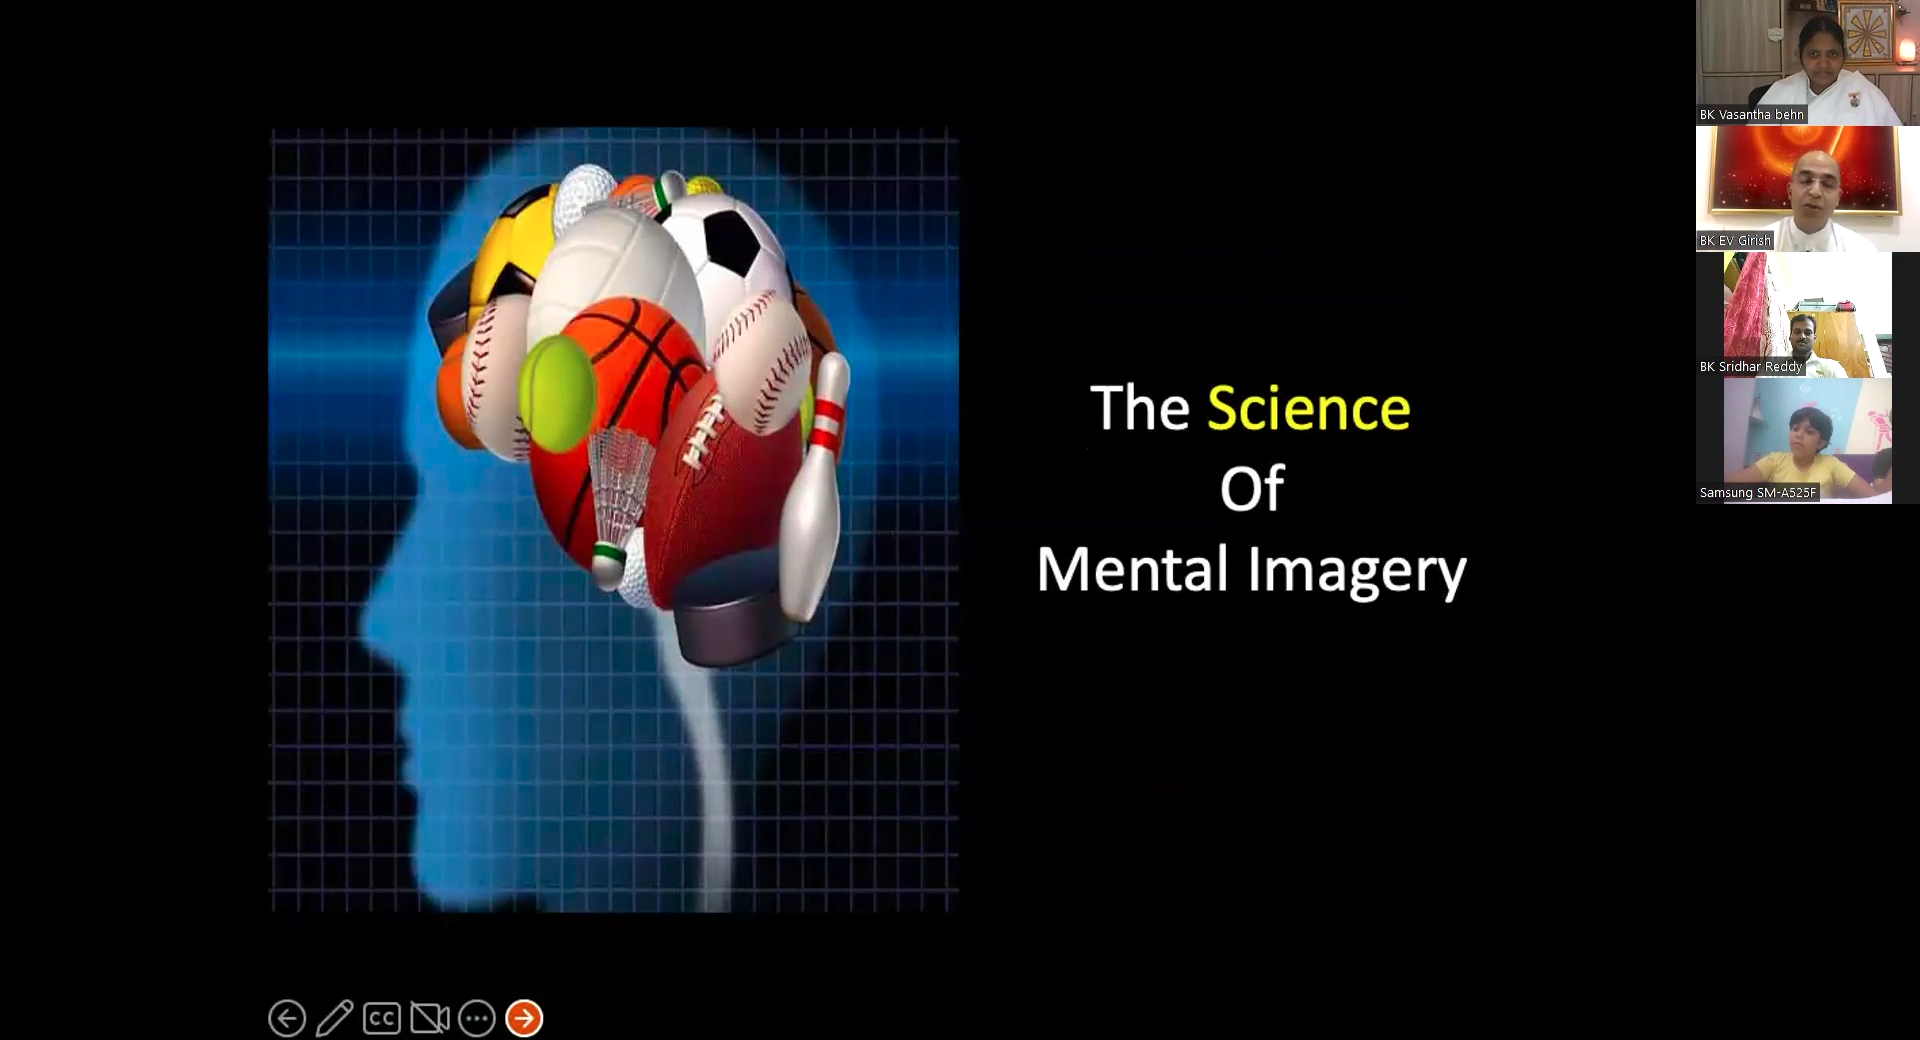 The Science
Of
Mental Imagery
BK Vasantha behn
BK EV Girish
BK Sridhar Reddy
Samsung SM-A525F
CC